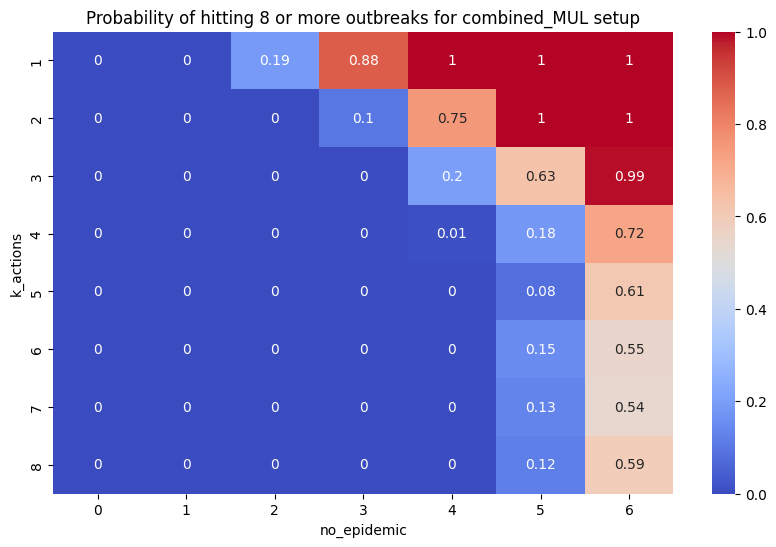 Probability of hitting 8 or more outbreaks for combined_MUL setup
k_actions
1 0 0 0.19 0.88 1 1 1
2 0 0 0 0.1 0.75 1 1
3 0 0 0 0 0.2 0.63 0.99
4 0 0 0 0 0.01 0.18 0.72
5 0 0 0 0 0 0.08 0.61
6 0 0 0 0 0 0.15 0.55
7 0 0 0 0 0 0.13 0.54
8 0 0 0 0 0 0.12 0.59
0 1 2 3 4 5 6
no_epidemic
1.0
0.8
0.6
0.4
0.2
0.0